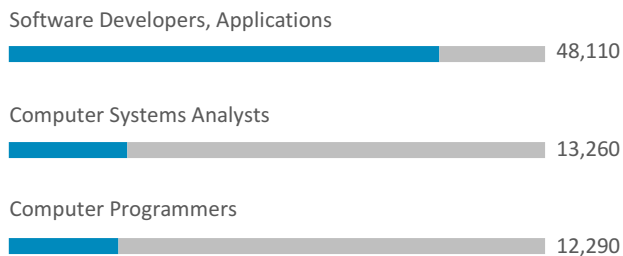 Software Developers, Applications
48,110
Computer Systems Analysts
13,260
Computer Programmers
12,290